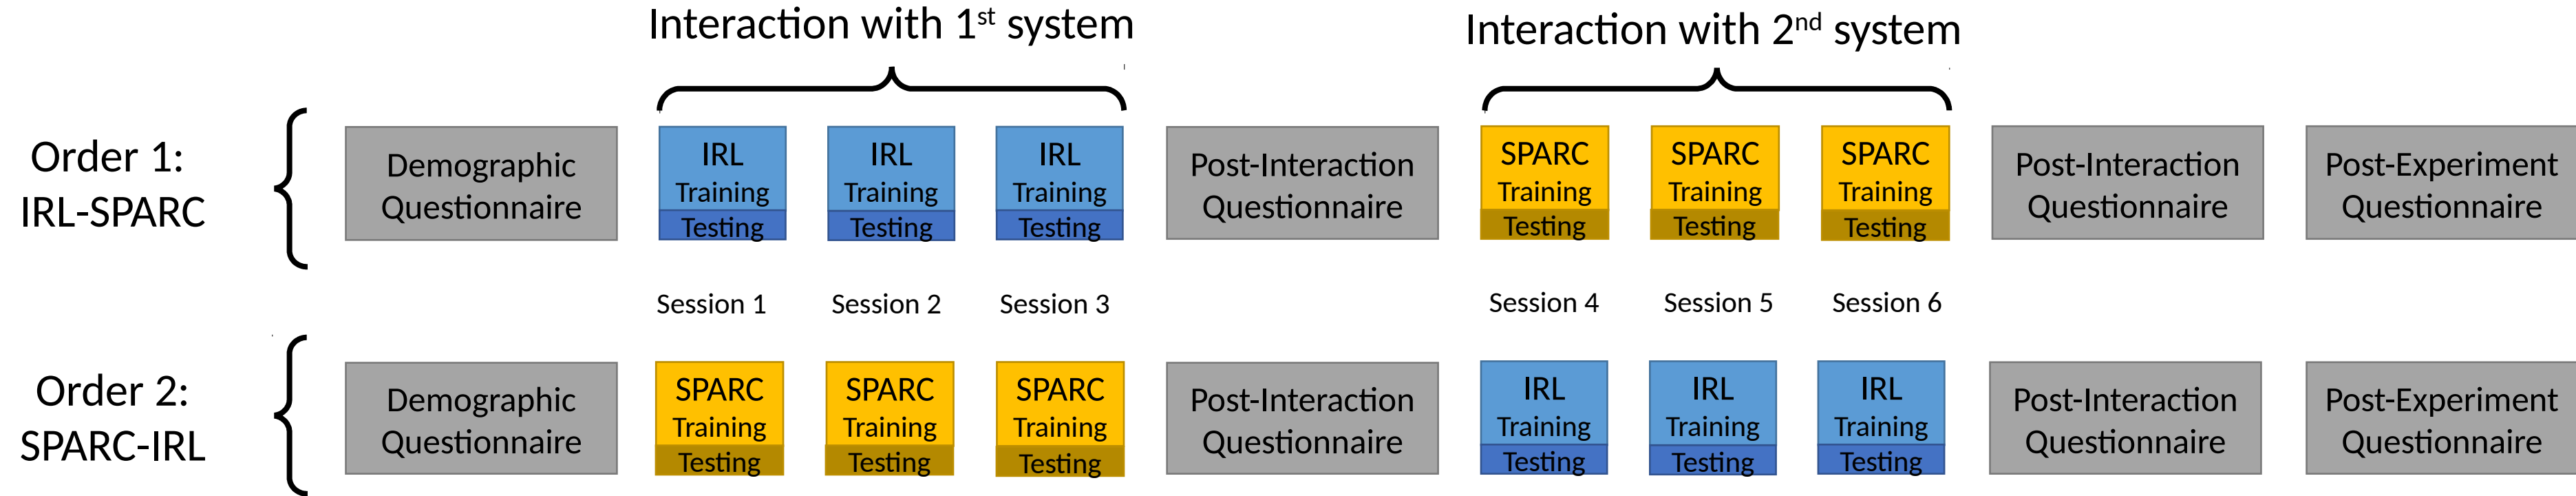 Interaction with 1st system
Interaction with 2nd system
Order 1:
IRL-SPARC
Demographic
Questionnaire
IRL
Training
Testing
IRL
Training
Testing
IRL
Training
Testing
Post-Interaction
Questionnaire
SPARC
Training
Testing
SPARC
Training
Testing
SPARC
Training
Testing
Post-Interaction
Questionnaire
Post-Experiment
Questionnaire
Session 1
Session 2
Session 3
Session 4
Session 5
Session 6
Order 2:
SPARC-IRL
Demographic
Questionnaire
SPARC
Training
Testing
SPARC
Training
Testing
SPARC
Training
Testing
Post-Interaction
Questionnaire
IRL
Training
Testing
IRL
Training
Testing
IRL
Training
Testing
Post-Interaction
Questionnaire
Post-Experiment
Questionnaire